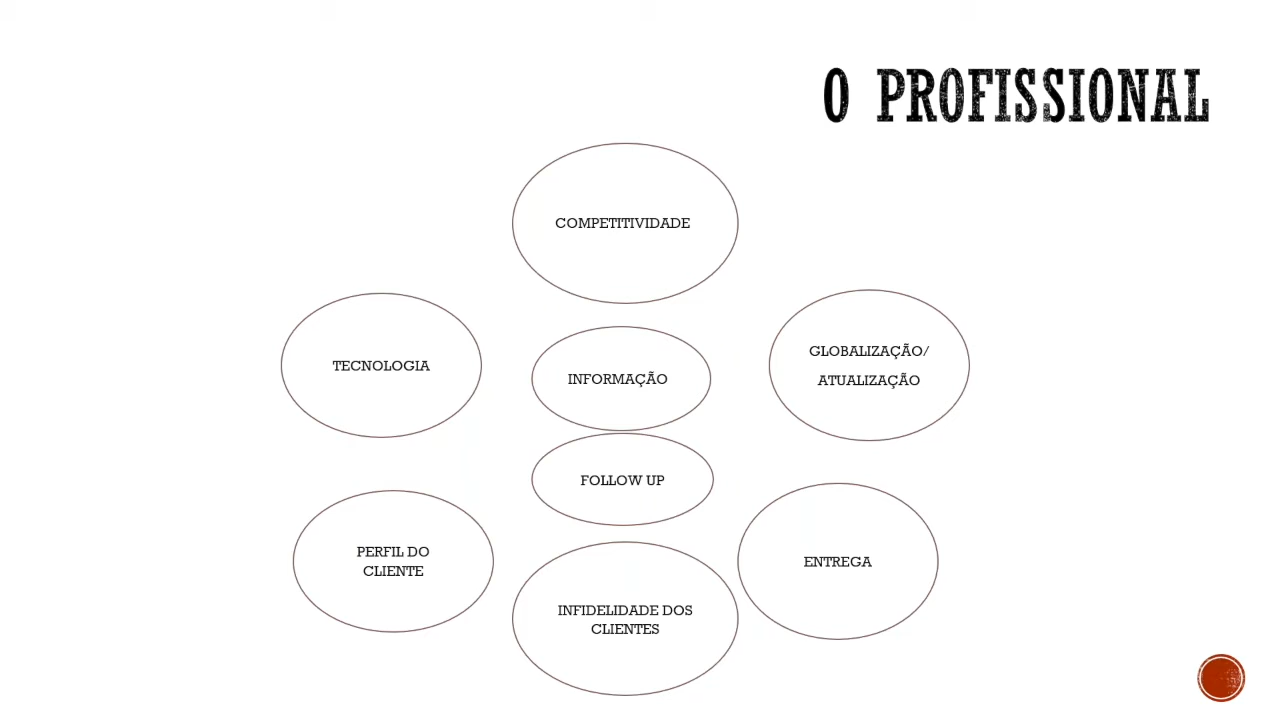 O PROFISSIONAL
COMPETITIVIDADE
TECNOLOGIA
INFORMAÇÃO
GLOBALIZAÇÃO/
ATUALIZAÇÃO
FOLLOW UP
PERFIL DO
CLIENTE
ENTREGA
INFIDELIDADE DOS
CLIENTES